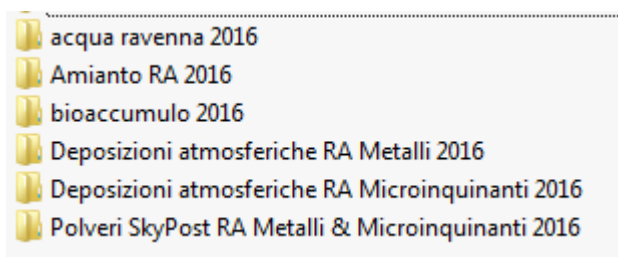 acqua ravenna 2016
Amianto RA 2016
bioaccumulo 2016
Deposizioni atmosferiche RA Metalli 2016
Deposizioni atmosferiche RA Microinquinanti 2016
Polveri SkyPost RA Metalli & Microinquinanti 2016